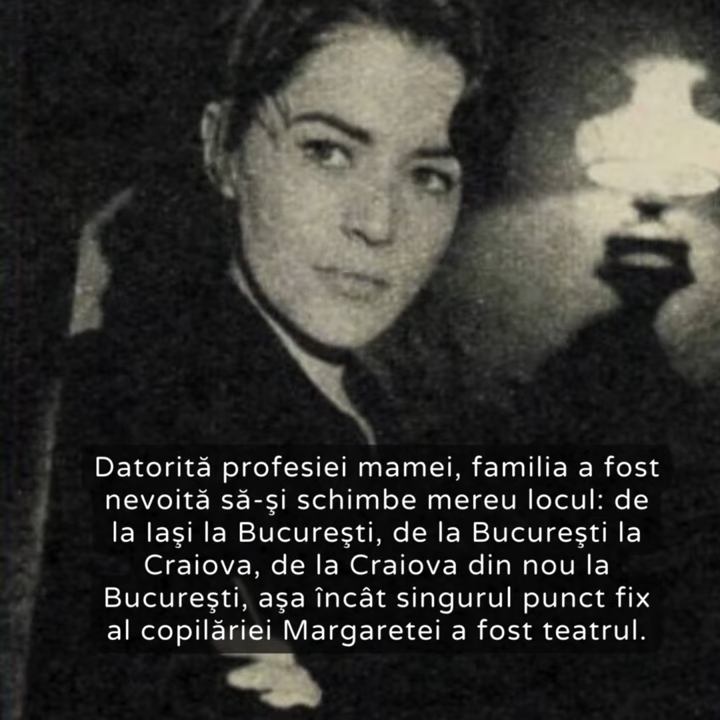 Datorită profesiei mamei, familia a fost
nevoită să-şi schimbe mereu locul: de
la Iaşi la Bucureşti, de la Bucureşti la
Craiova, de la Craiova din nou la
Bucureşti, aşa încât singurul punct fix
al copilăriei Margaretei a fost teatrul.